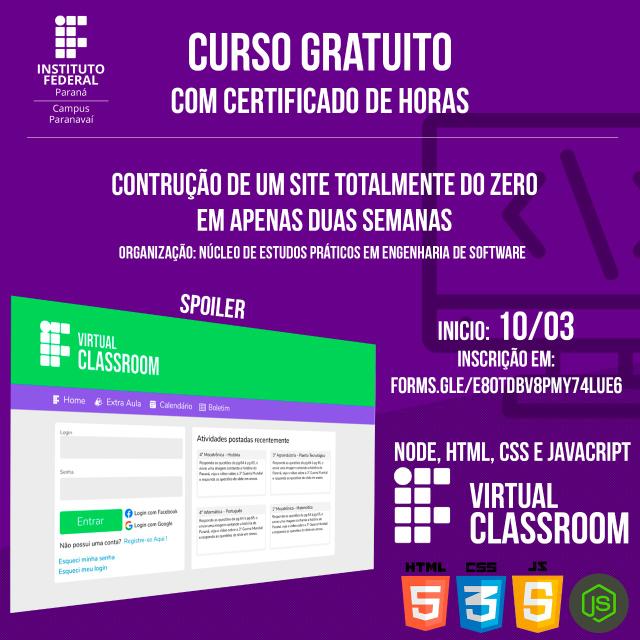 INSTITUTO
FEDERAL
Paraná
Campus
Paranavaí
CURSO GRATUITO
COM CERTIFICADO DE HORAS
CONTRUÇÃO DE UM SITE TOTALMENTE DO ZERO
EM APENAS DUAS SEMANAS
ORGANIZAÇÃO: NÚCLEO DE ESTUDOS PRÁTICOS EM ENGENHARIA DE SOFTWARE
SPOILER
VIRTUAL
CLASSROOM
Home Extra Aula Calendário Boletim
Login
Senha
Entrar
Login com Facebook
Login com Google
Não possui uma conta? Registre-se Aqui!
Esqueci minha senha
Esqueci meu login
Atividades postadas recentemente
4º Mecatrônica - História
3º Agroindústria - Planta Tecnológica
4º Informática - Português
2º Mecatrônica - Matemática
INICIO: 10/03
INSCRIÇÃO EM:
FORMS.GLE/E8OTDBV8PMY74LUE6
NODE, HTML, CSS E JAVACRIPT
VIRTUAL
CLASSROOM
HTML CSS JS
5 3 5 JS